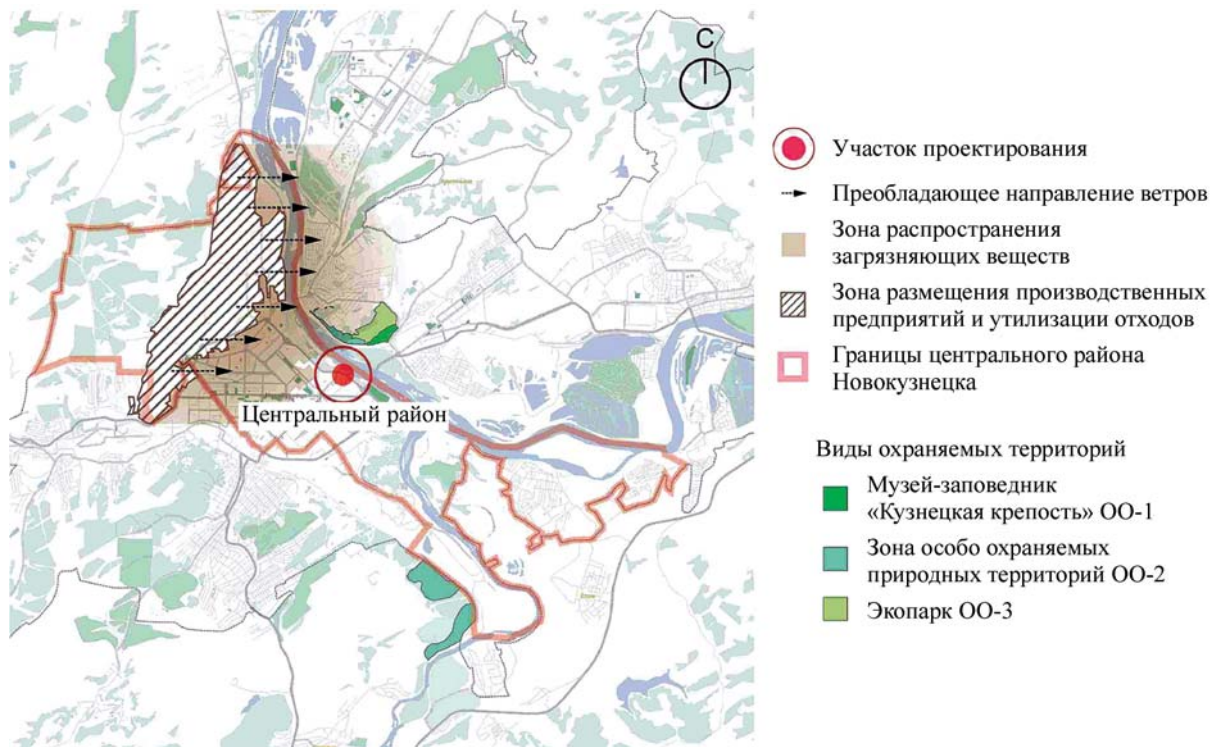 С
Участок проектирования
Преобладающее направление ветров
Зона распространения
загрязняющих веществ
Зона размещения производственных
предприятий и утилизации отходов
Границы центрального района
Новокузнецка
Центральный район
Виды охраняемых территорий
Музей-заповедник
«Кузнецкая крепость» ОО-1
Зона особо охраняемых
природных территорий ОО-2
Экопарк ОО-3